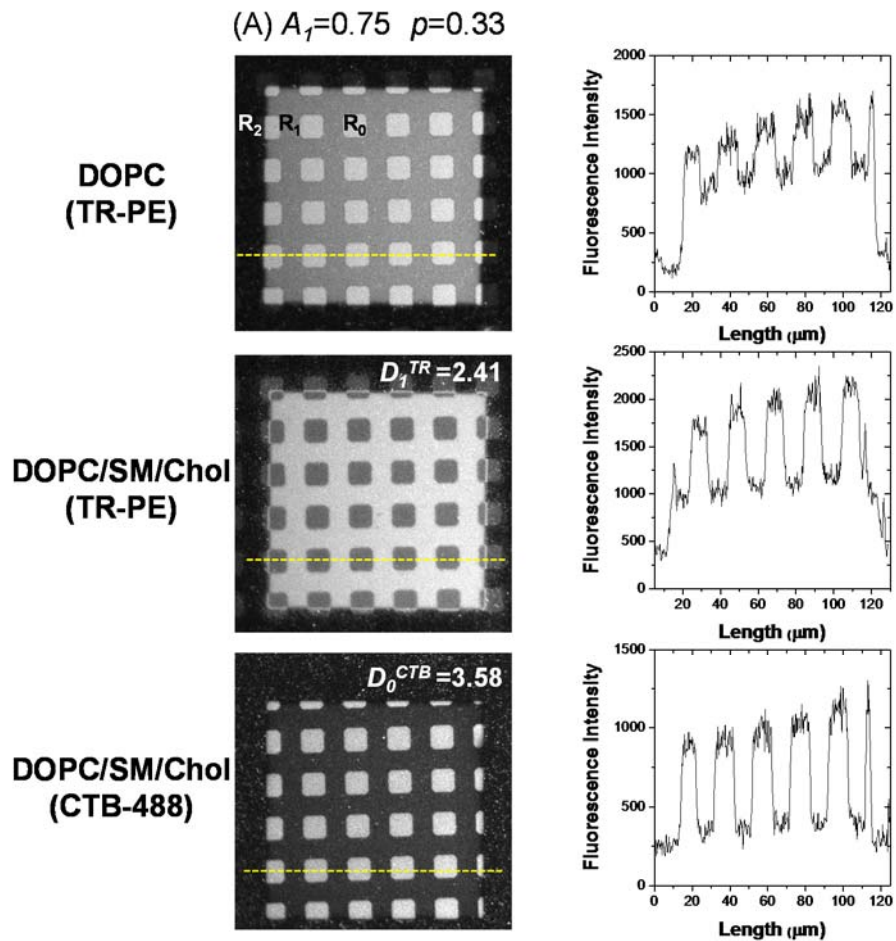 (A) A₁=0.75 p=0.33
DOPC
(TR-PE)
R₂ R₁ R₀
Fluorescence Intensity
2000
1500
1000
500
0
0 20 40 60 80 100 120
Length (μm)
DOPC/SM/Chol
(TR-PE)
D₁ᵀᴿ=2.41
Fluorescence Intensity
2500
2000
1500
1000
500
0
20 40 60 80 100 120
Length (μm)
DOPC/SM/Chol
(CTB-488)
D₀ᶜᵀᴮ=3.58
Fluorescence Intensity
1500
1000
500
0
0 20 40 60 80 100 120
Length (μm)